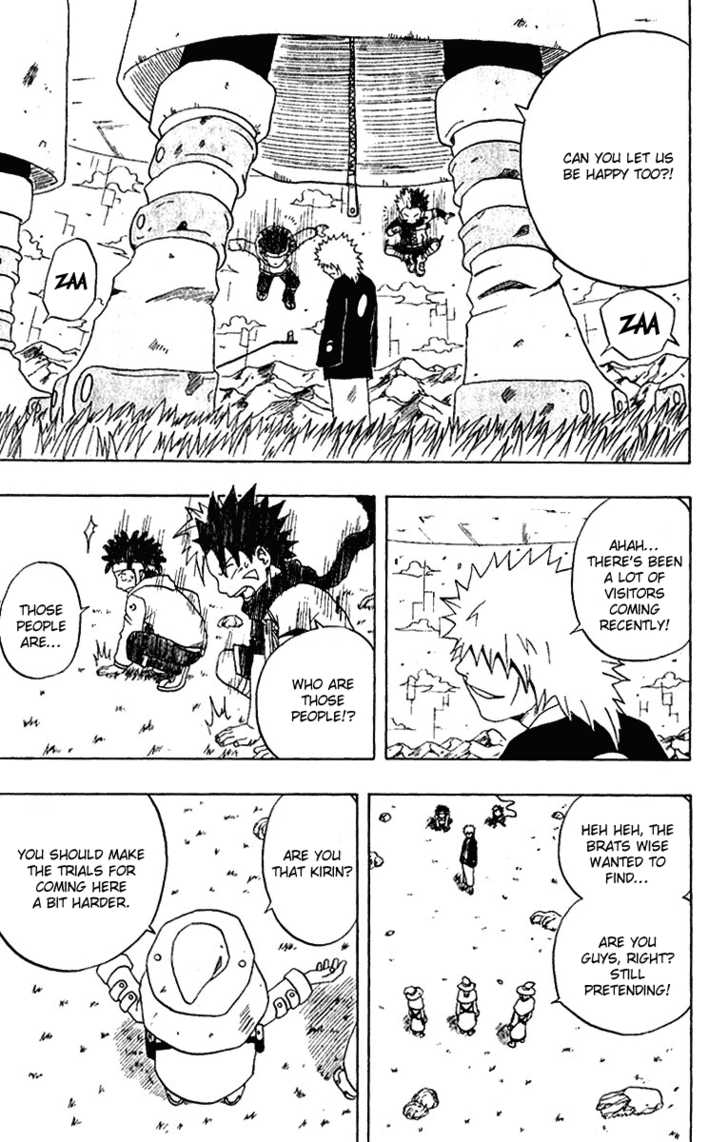 CAN YOU LET US
BE HAPPY TOO?!
ZAA
ZAA
AHAH...
THERE'S BEEN
A LOT OF
VISITORS
COMING
RECENTLY!
WHO ARE
THOSE
PEOPLE!?
THOSE
PEOPLE
ARE...
HEH HEH, THE
BRATS WISE
WANTED TO
FIND...
ARE YOU
GUYS, RIGHT?
STILL
PRETENDING!
ARE YOU
THAT KIRIN?
YOU SHOULD MAKE
THE TRIALS FOR
COMING HERE
A BIT HARDER.